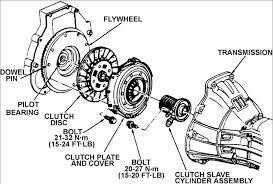 FLYWHEEL
TRANSMISSION
DOWEL
PIN
PILOT
BEARING
CLUTCH
DISC
BOLT
21-32 N·m
(15-24 FT·LB)
CLUTCH PLATE
AND COVER
BOLT
20-27 N·m
(15-20 FT·LB)
CLUTCH SLAVE
CYLINDER ASSEMBLY